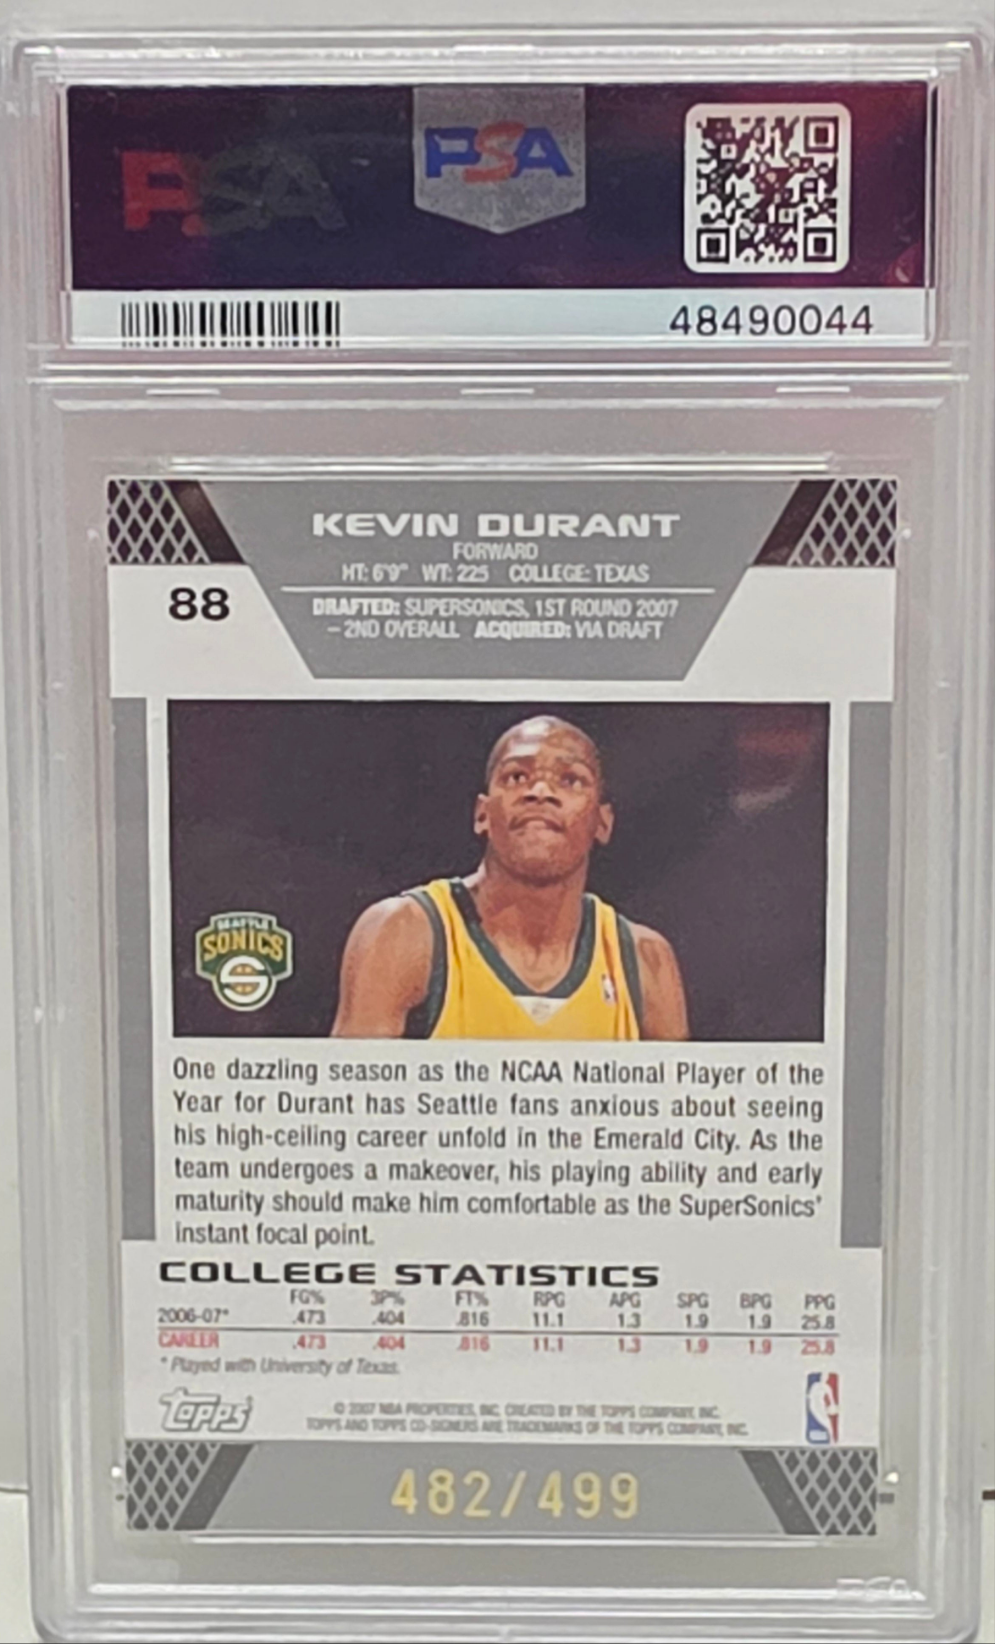 PSA
PSA
48490044
KEVIN DURANT
FORWARD
HT: 6'9" WT: 225 COLLEGE: TEXAS
88
DRAFTED: SUPERSONICS, 1ST ROUND 2007
– 2ND OVERALL ACQUIRED: VIA DRAFT
SEATTLE
SONICS
One dazzling season as the NCAA National Player of the
Year for Durant has Seattle fans anxious about seeing
his high-ceiling career unfold in the Emerald City. As the
team undergoes a makeover, his playing ability and early
maturity should make him comfortable as the SuperSonics'
instant focal point.
COLLEGE STATISTICS
FG% 3P% FT% RPG APG SPG BPG PPG
2006-07* .473 .404 .816 11.1 1.3 1.9 1.9 25.8
CAREER .473 .404 .816 11.1 1.3 1.9 1.9 25.8
* Played with University of Texas.
Topps
© 2007 NBA PROPERTIES, INC. CREATED BY THE TOPPS COMPANY, INC.
TOPPS AND TOPPS CO-SIGNERS ARE TRADEMARKS OF THE TOPPS COMPANY, INC.
482/499